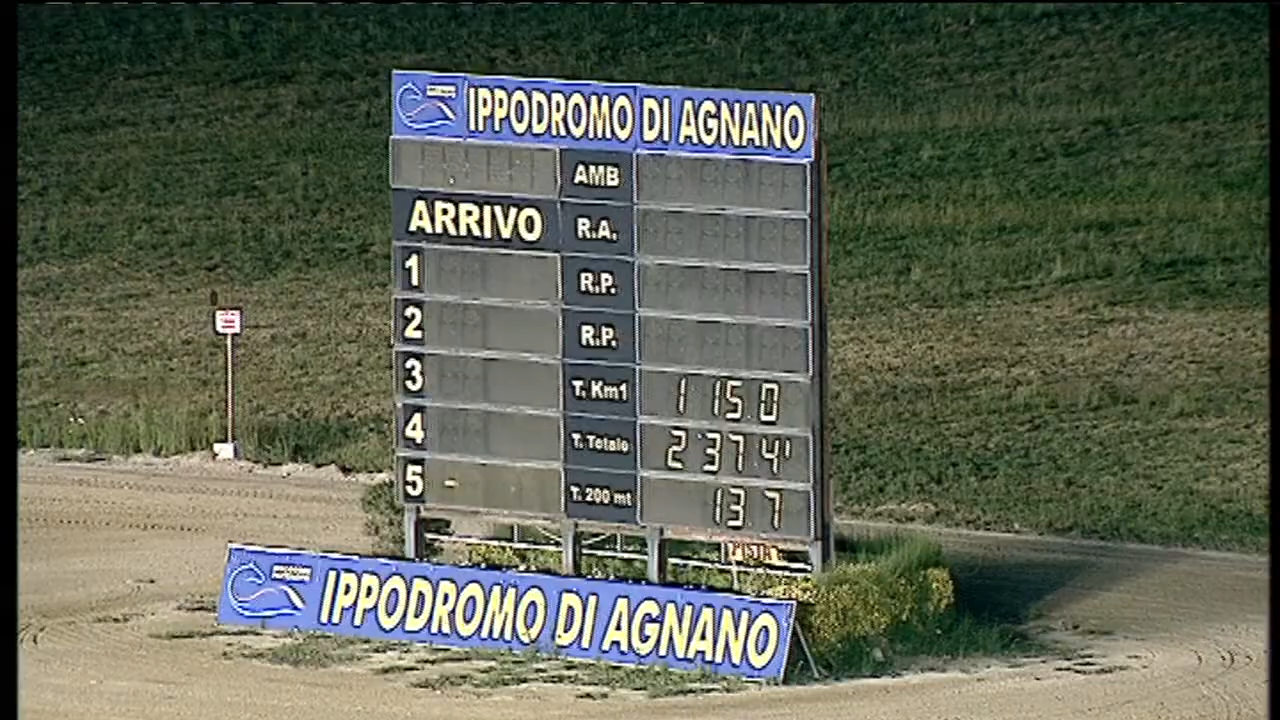 IPPODROMO DI AGNANO
AMB
ARRIVO R.A.
1 R.P.
2 R.P.
3 T. Km1 1 15.0
4 T. Totale 2'37.4'
5 T. 200 mt 13.7
IPPODROMO DI AGNANO